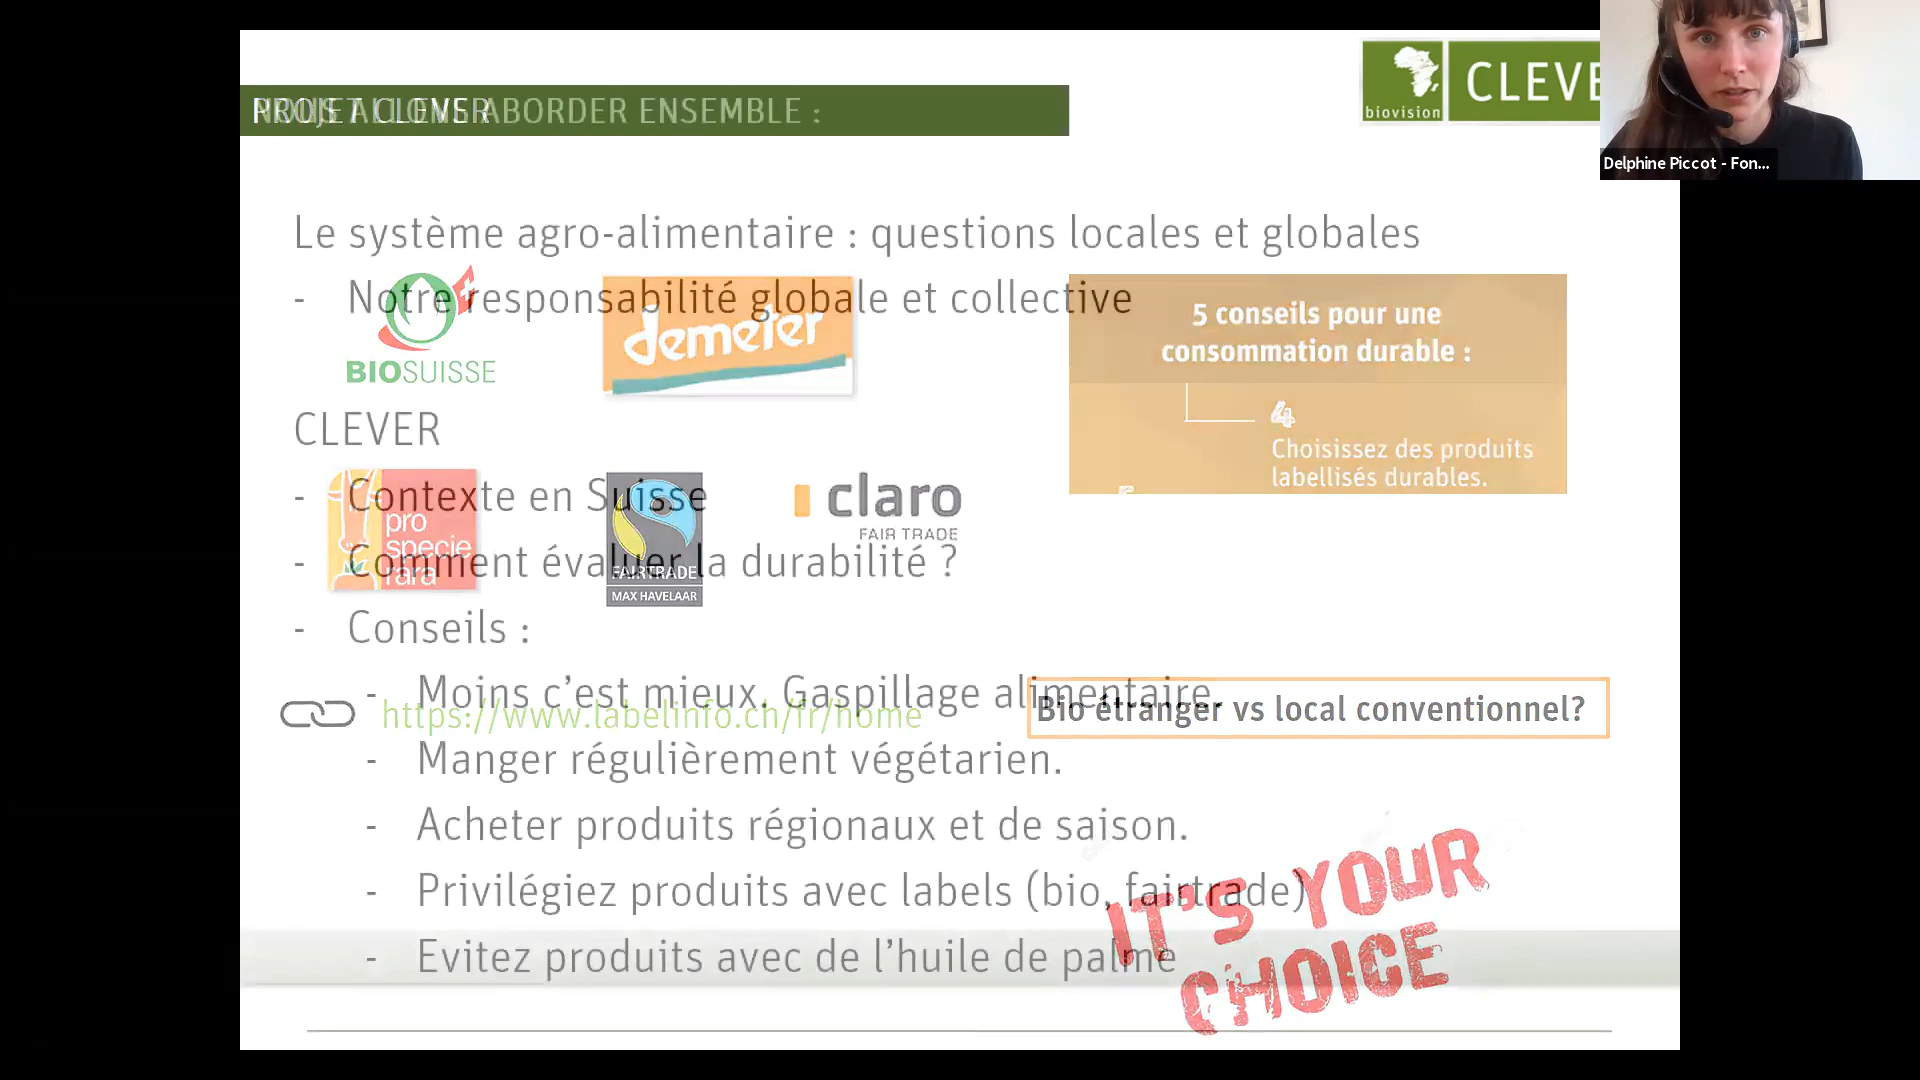 PROJET CLEVER
NOUS ALLONS ABORDER ENSEMBLE :
biovision
CLEVE
Delphine Piccot - Fon...
Le système agro-alimentaire : questions locales et globales
- Notre responsabilité globale et collective
BIOSUISSE
demeter
5 conseils pour une
consommation durable :
4
Choisissez des produits
labellisés durables.
CLEVER
- Contexte en Suisse
pro
specie
rara
FAIRTRADE
MAX HAVELAAR
claro
FAIR TRADE
- Comment évaluer la durabilité ?
- Conseils :
- Moins c’est mieux. Gaspillage alimentaire.
https://www.labelinfo.ch/fr/home
Bio étranger vs local conventionnel?
- Manger régulièrement végétarien.
- Acheter produits régionaux et de saison.
- Privilégiez produits avec labels (bio, fairtrade)
- Evitez produits avec de l’huile de palme
IT'S YOUR
CHOICE